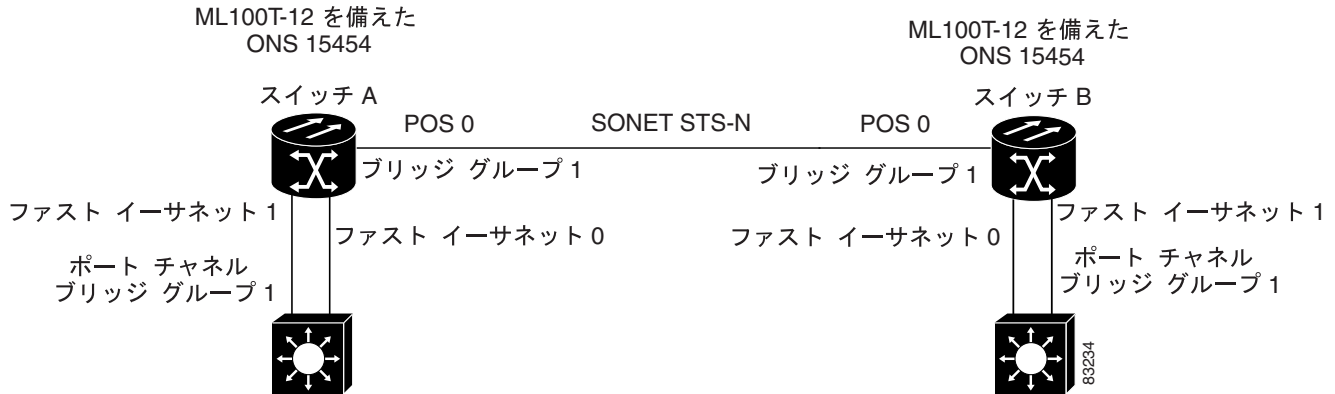 ML100T-12 を備えた
ONS 15454
スイッチ A
ML100T-12 を備えた
ONS 15454
スイッチ B
POS 0
SONET STS-N
POS 0
ブリッジ グループ 1
ブリッジ グループ 1
ファスト イーサネット 1
ファスト イーサネット 0
ポート チャネル
ブリッジ グループ 1
ファスト イーサネット 0
ファスト イーサネット 1
ポート チャネル
ブリッジ グループ 1
83234